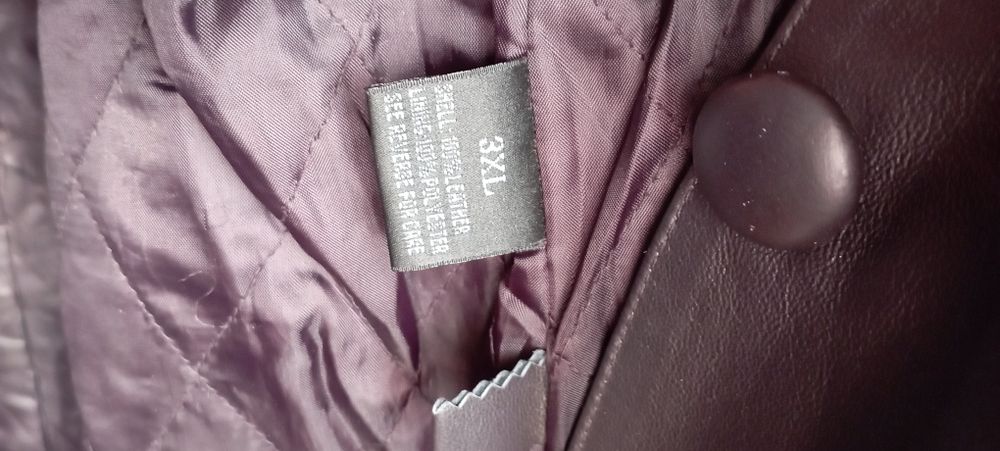 3XL
SHELL 100% LEATHER
LINING 100% POLYESTER
SEE REVERSE FOR CARE